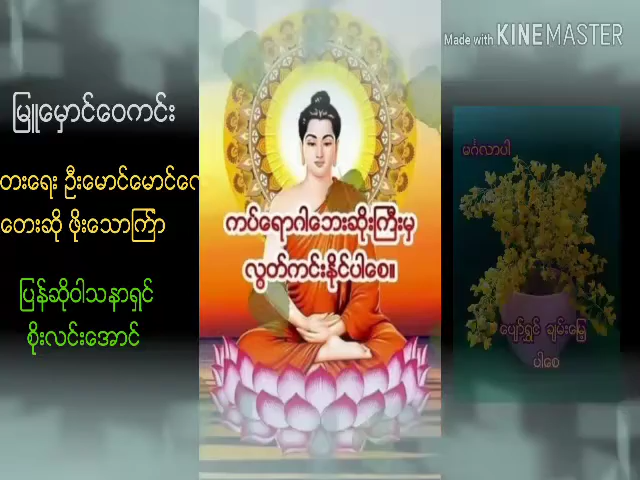 Made with KINEMASTER
မြူမှောင်ဝေကင်း
တေးရေး ဦးမောင်မောင်
တေးဆို ဖိုးသောကြာ
ပြန်ဆိုဝါသနာရှင်
စိုးလင်းအောင်
ကပ်ရောဂါဘေးဆိုးကြီးမှ
လွတ်ကင်းနိုင်ပါစေ။
မင်္ဂလာပါ
ပျော်ရွှင် ချမ်းမြေ့
ပါစေ